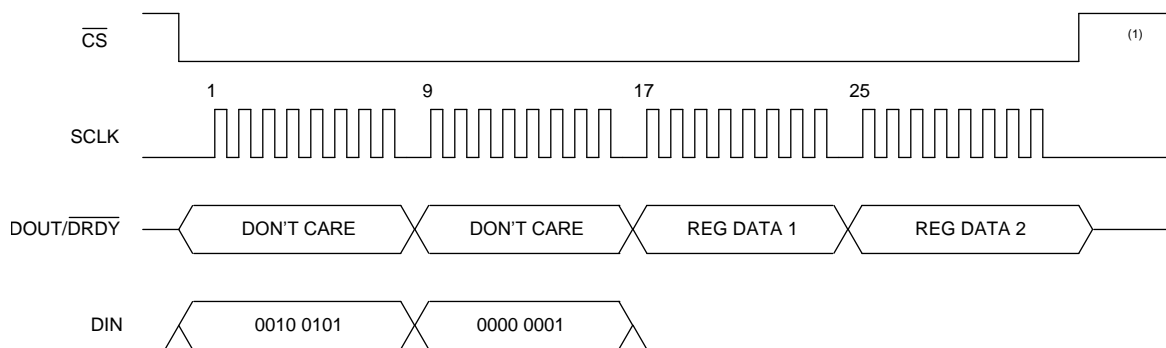 CS
(1)
1 9 17 25
SCLK
DOUT/DRDY DON'T CARE DON'T CARE REG DATA 1 REG DATA 2
DIN 0010 0101 0000 0001